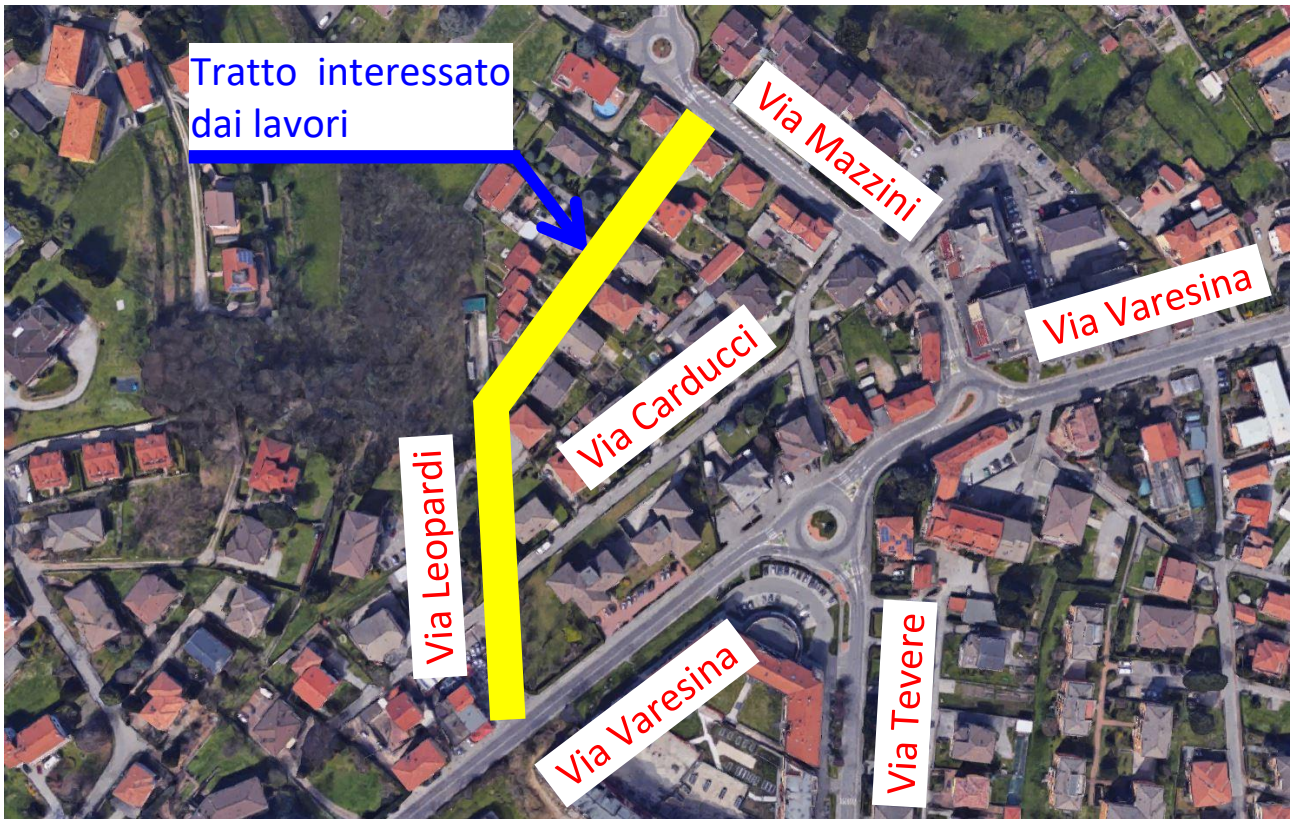 Tratto interessato
dai lavori
Via Mazzini
Via Varesina
Via Carducci
Via Leopardi
Via Varesina
Via Tevere